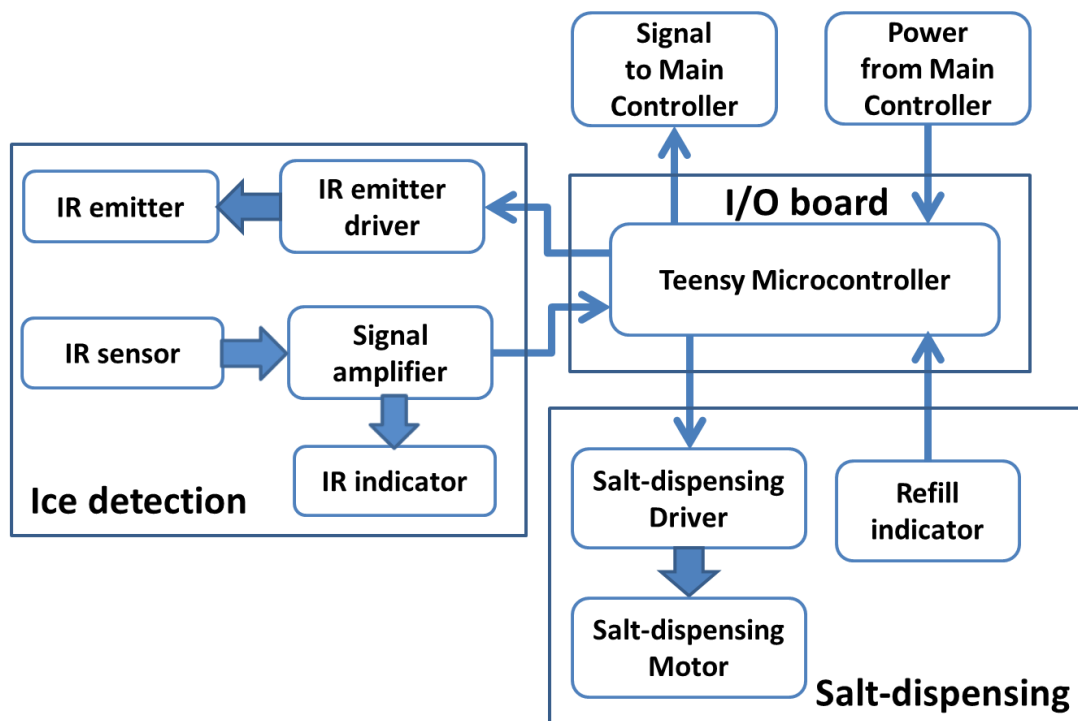 Signal
to Main
Controller
Power
from Main
Controller
IR emitter
IR emitter
driver
I/O board
Teensy Microcontroller
IR sensor
Signal
amplifier
IR indicator
Ice detection
Salt-dispensing
Driver
Refill
indicator
Salt-dispensing
Motor
Salt-dispensing